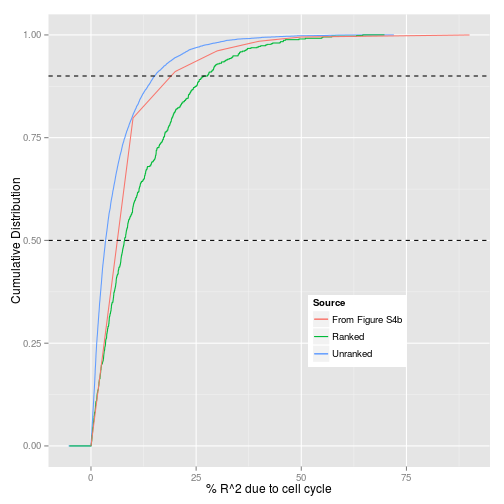 1.00
0.75
0.50
0.25
0.00
Cumulative Distribution
Source
From Figure S4b
Ranked
Unranked
0
25
50
75
% R^2 due to cell cycle